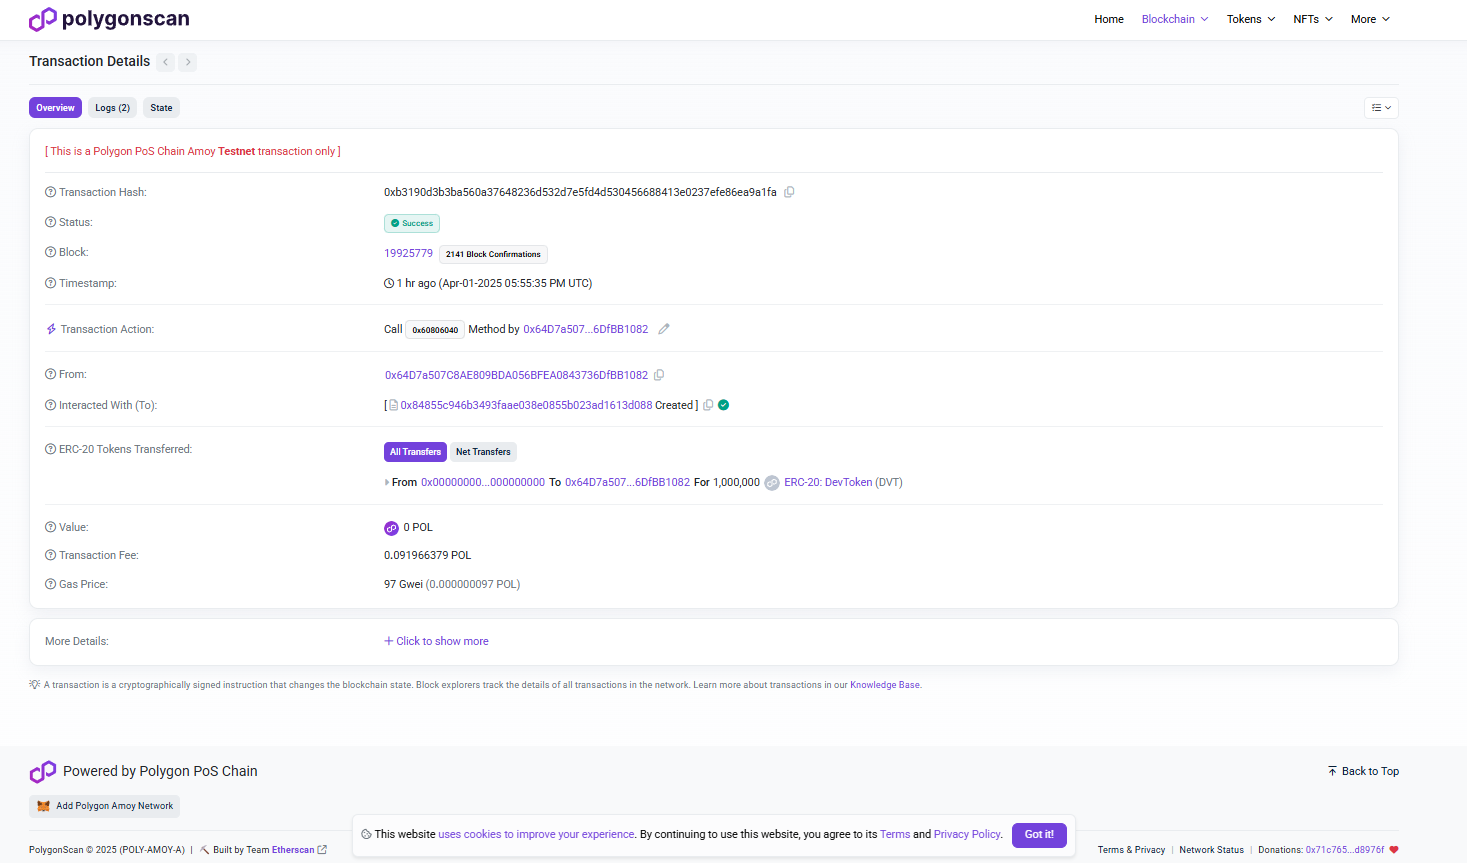 polygonscan
Home Blockchain Tokens NFTs More
Transaction Details
Overview Logs (2) State
[ This is a Polygon PoS Chain Amoy Testnet transaction only ]
Transaction Hash: 0xb3190d3b3ba560a37648236d532d7e5fd4d530456688413e0237efe86ea9a1fa
Status: Success
Block: 19925779 2141 Block Confirmations
Timestamp: 1 hr ago (Apr-01-2025 05:55:35 PM UTC)
Transaction Action: Call 0x60806040 Method by 0x64D7a507...6DfBB1082
From: 0x64D7a507C8AE809BDA056BFEA0843736DfBB1082
Interacted With (To): [ 0x84855c946b3493faae038e0855b023ad1613d088 Created ]
ERC-20 Tokens Transferred: All Transfers Net Transfers
From 0x00000000...000000000 To 0x64D7a507...6DfBB1082 For 1,000,000 ERC-20: DevToken (DVT)
Value: 0 POL
Transaction Fee: 0.091966379 POL
Gas Price: 97 Gwei (0.000000097 POL)
More Details: Click to show more
A transaction is a cryptographically signed instruction that changes the blockchain state. Block explorers track the details of all transactions in the network. Learn more about transactions in our Knowledge Base.
Powered by Polygon PoS Chain Back to Top
Add Polygon Amoy Network
This website uses cookies to improve your experience. By continuing to use this website, you agree to its Terms and Privacy Policy. Got it!
PolygonScan © 2025 (POLY-AMOY-A) | Built by Team Etherscan Terms & Privacy | Network Status | Donations: 0x71c765...d8976f